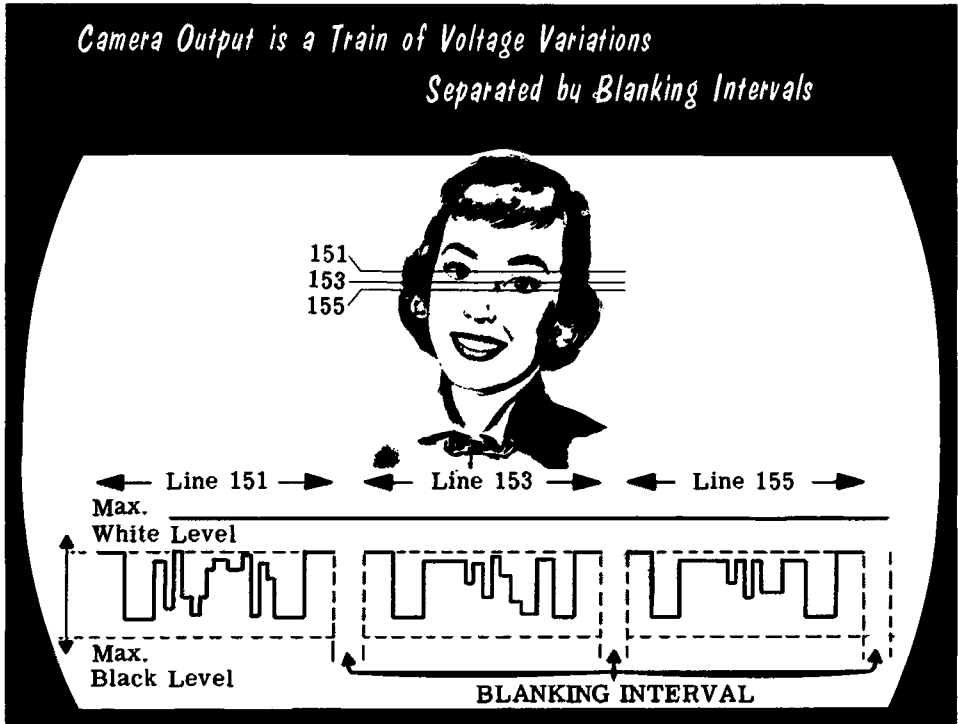 Camera Output is a Train of Voltage Variations
Separated by Blanking Intervals
151
153
155
Line 151
Line 153
Line 155
Max.
White Level
Max.
Black Level
BLANKING INTERVAL